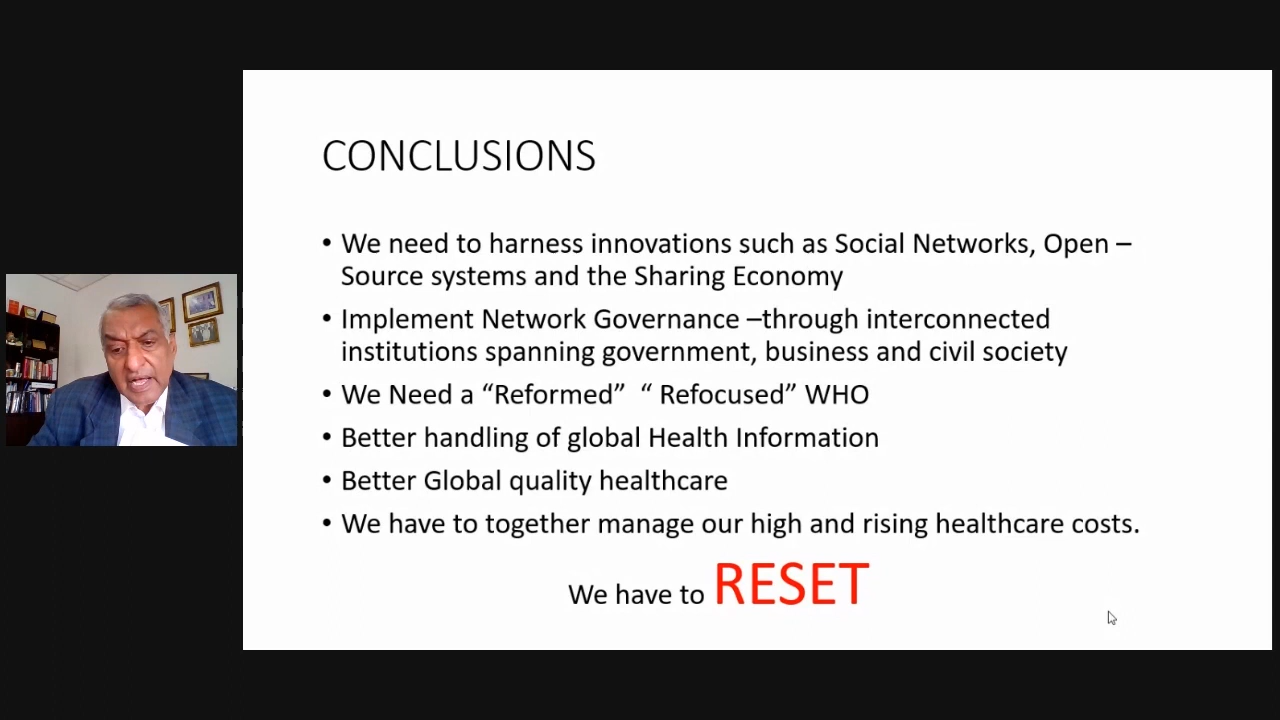 CONCLUSIONS
• We need to harness innovations such as Social Networks, Open –
Source systems and the Sharing Economy
• Implement Network Governance –through interconnected
institutions spanning government, business and civil society
• We Need a “Reformed”  “ Refocused” WHO
• Better handling of global Health Information
• Better Global quality healthcare
• We have to together manage our high and rising healthcare costs.
We have to RESET